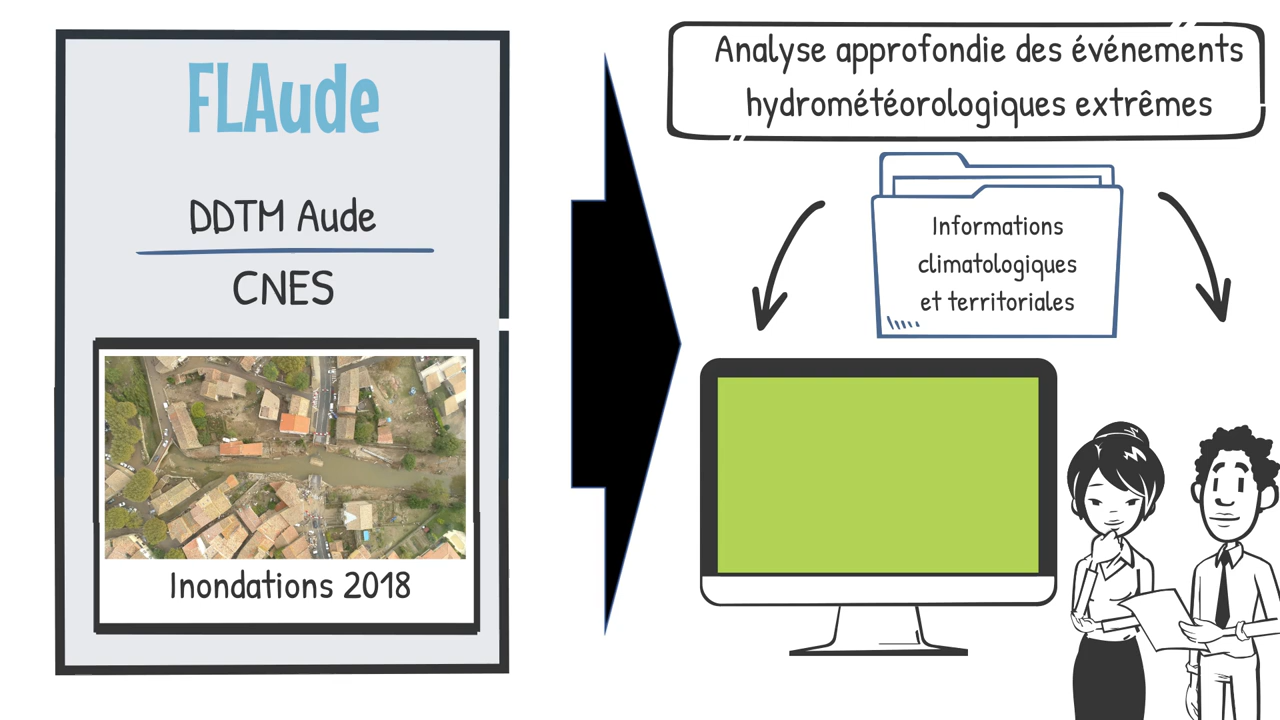 FLAude
DDTM Aude
CNES
Inondations 2018
Analyse approfondie des événements
hydrométéorologiques extrêmes
Informations
climatologiques
et territoriales